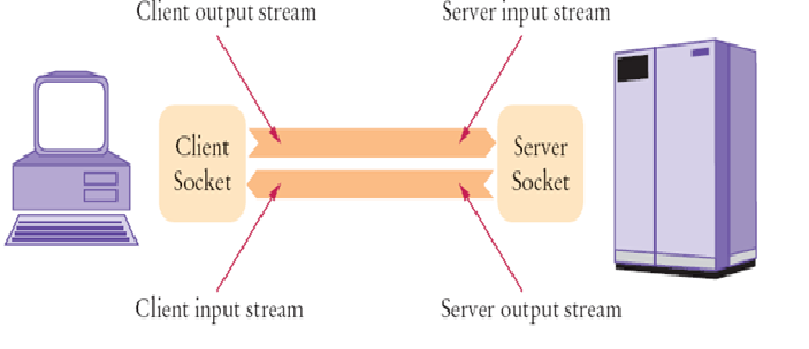 Client output stream
Server input stream
Client
Socket
Server
Socket
Client input stream
Server output stream